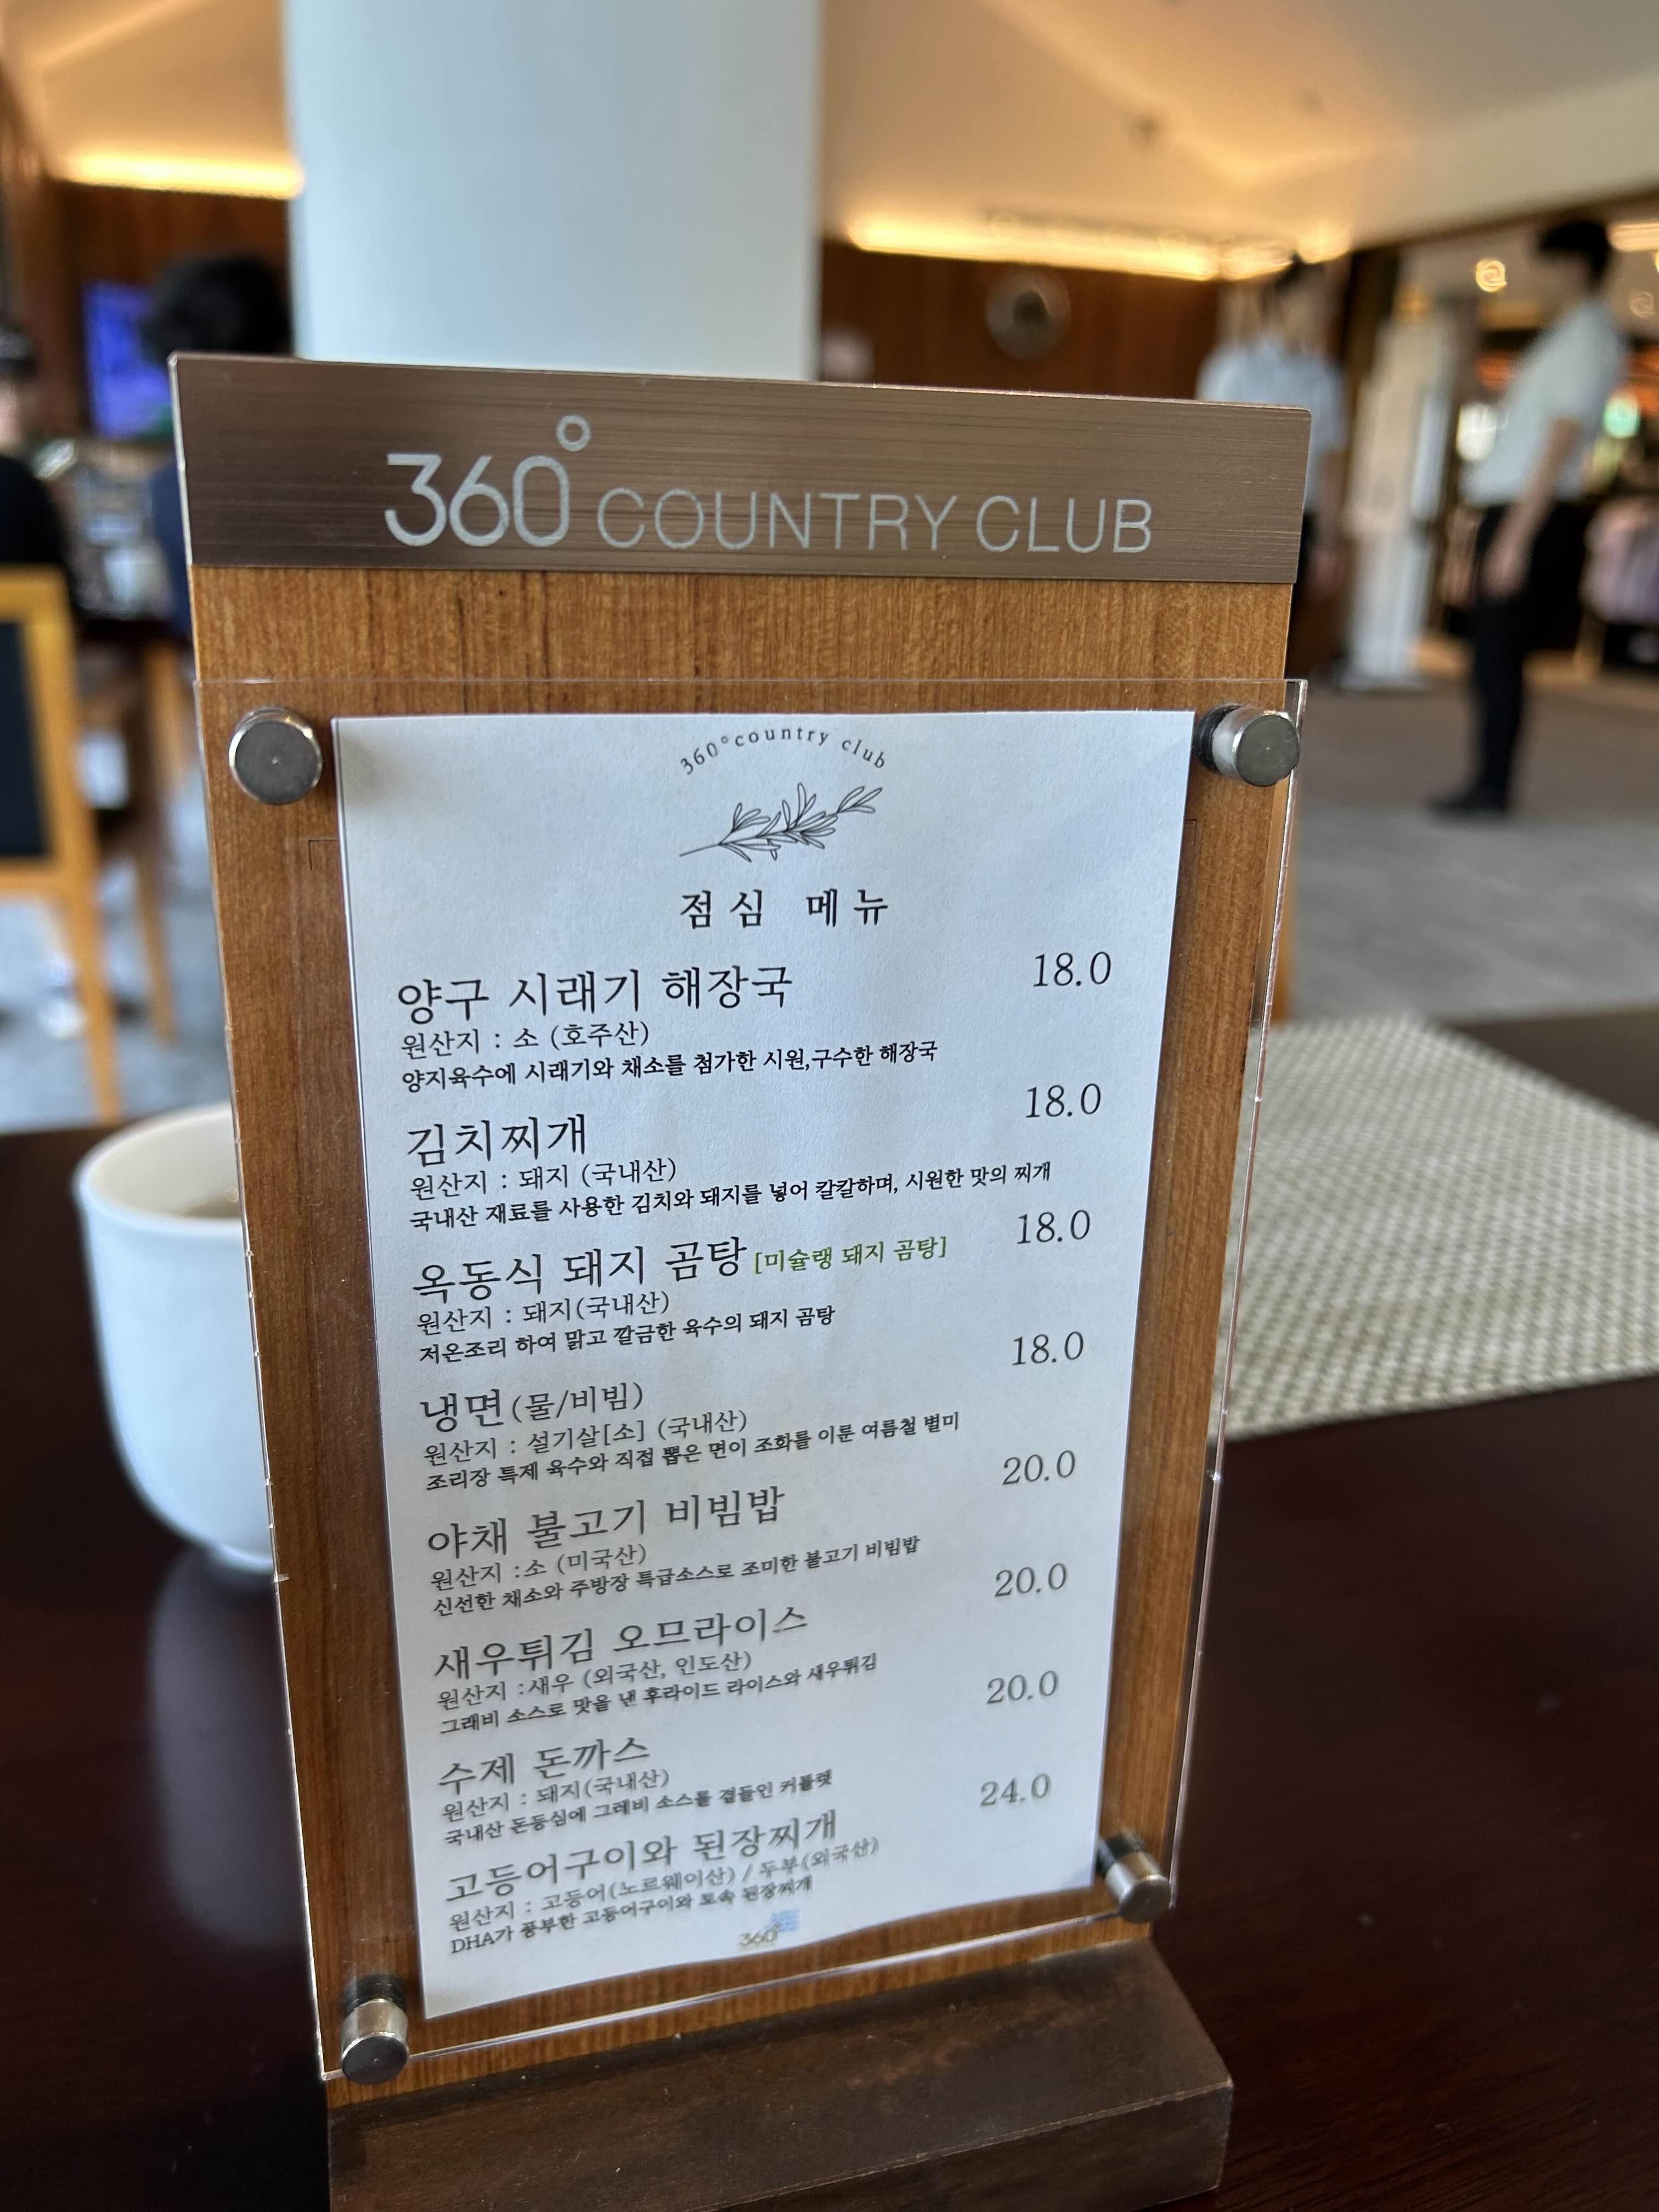 360° COUNTRY CLUB
360°country club
점심 메뉴
양구 시래기 해장국 18.0
원산지 : 소 (호주산)
양지육수에 시래기와 채소를 첨가한 시원,구수한 해장국
김치찌개 18.0
원산지 : 돼지 (국내산)
국내산 재료를 사용한 김치와 돼지를 넣어 칼칼하며, 시원한 맛의 찌개
옥동식 돼지 곰탕 [미슐랭 돼지 곰탕] 18.0
원산지 : 돼지(국내산)
저온조리 하여 맑고 깔금한 육수의 돼지 곰탕
냉면(물/비빔) 18.0
원산지 : 설기살[소] (국내산)
조리장 특제 육수와 직접 뽑은 면이 조화를 이룬 여름철 별미
야채 불고기 비빔밥 20.0
원산지 :소 (미국산)
신선한 채소와 주방장 특급소스로 조미한 불고기 비빔밥
새우튀김 오므라이스 20.0
원산지 :새우 (외국산, 인도산)
그래비 소스로 맛을 낸 후라이드 라이스와 새우튀김
수제 돈까스 20.0
원산지 : 돼지(국내산)
국내산 돈등심에 그레비 소스를 곁들인 커틀렛
고등어구이와 된장찌개 24.0
원산지 : 고등어(노르웨이산) / 두부(외국산)
DHA가 풍부한 고등어구이와 토속 된장찌개
360°